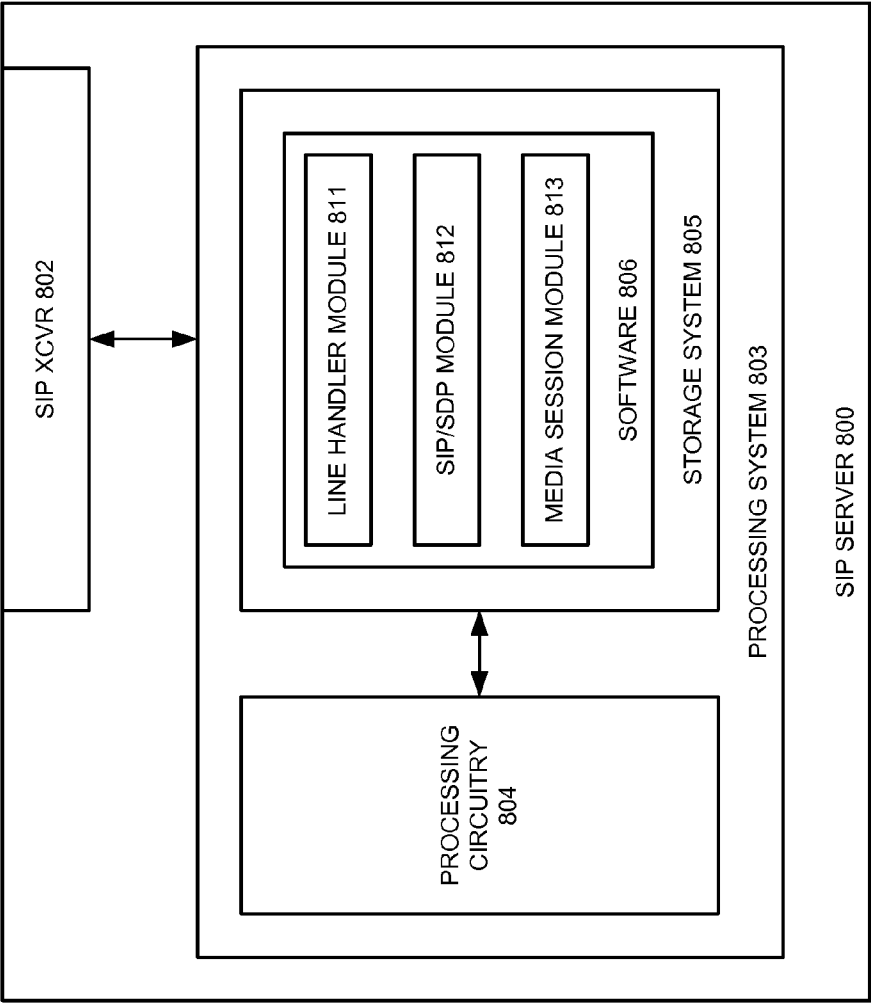 SIP XCVR 802
LINE HANDLER MODULE 811
SIP/SDP MODULE 812
MEDIA SESSION MODULE 813
SOFTWARE 806
STORAGE SYSTEM 805
PROCESSING
CIRCUITRY
804
PROCESSING SYSTEM 803
SIP SERVER 800